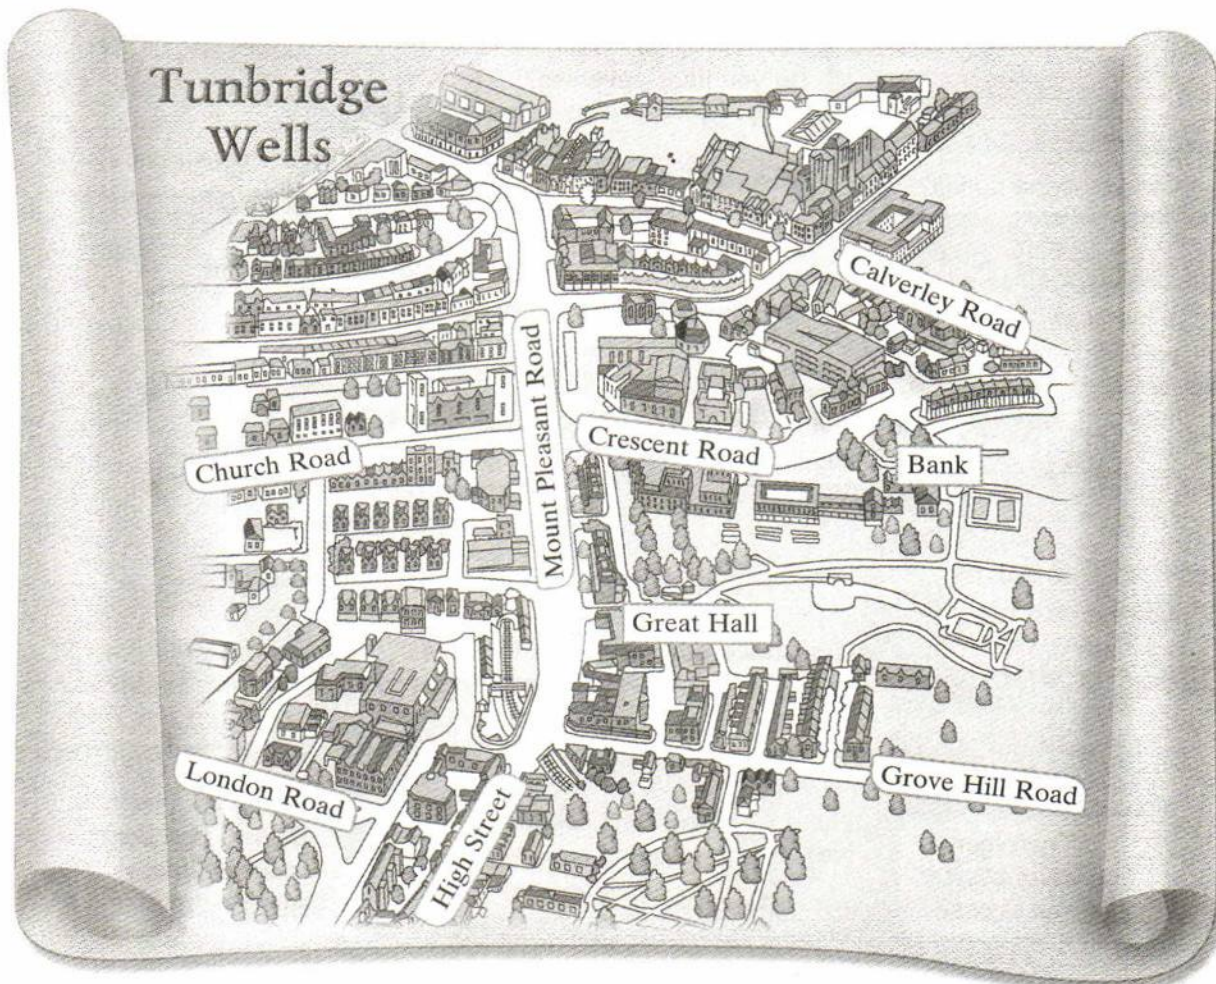 Tunbridge
Wells
Calverley Road
Mount Pleasant Road
Crescent Road
Church Road
Bank
Great Hall
London Road
High Street
Grove Hill Road